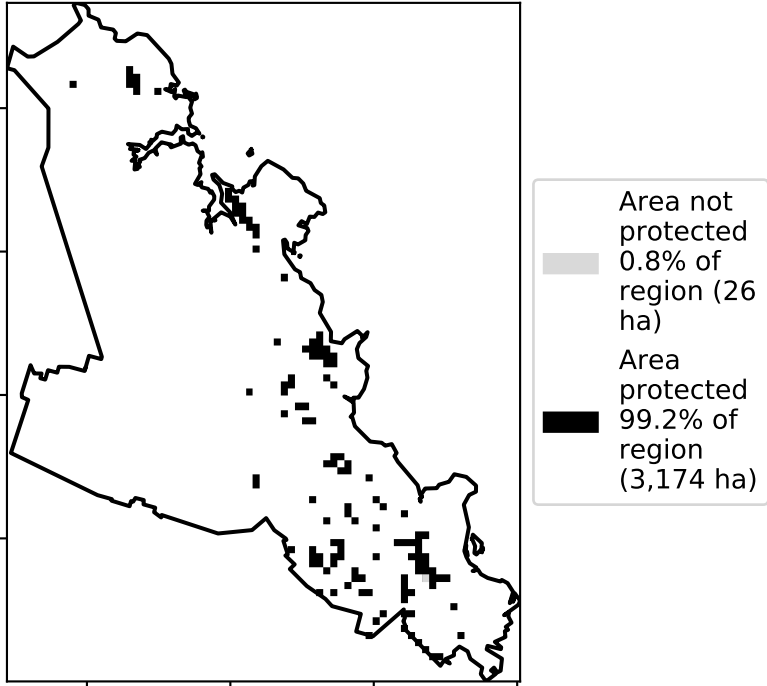 Area not
protected
0.8% of
region (26
ha)
Area
protected
99.2% of
region
(3,174 ha)